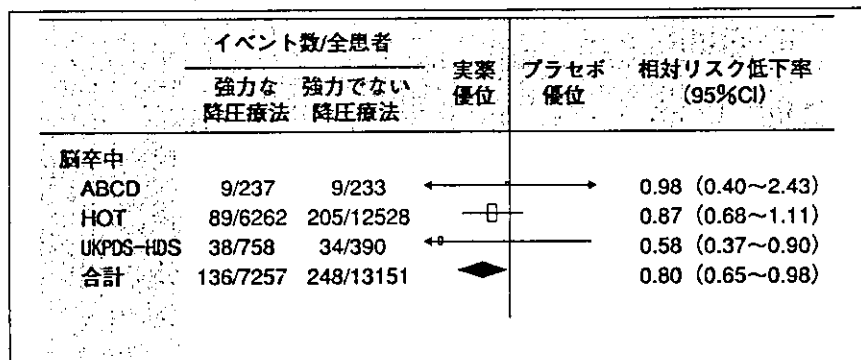 イベント数/全患者
強力な 降圧療法
強力でない 降圧療法
実薬 優位
プラセボ 優位
相対リスク低下率 (95%CI)
脳卒中
ABCD 9/237 9/233 0.98 (0.40〜2.43)
HOT 89/6262 205/12528 0.87 (0.68〜1.11)
UKPDS-HDS 38/758 34/390 0.58 (0.37〜0.90)
合計 136/7257 248/13151 0.80 (0.65〜0.98)